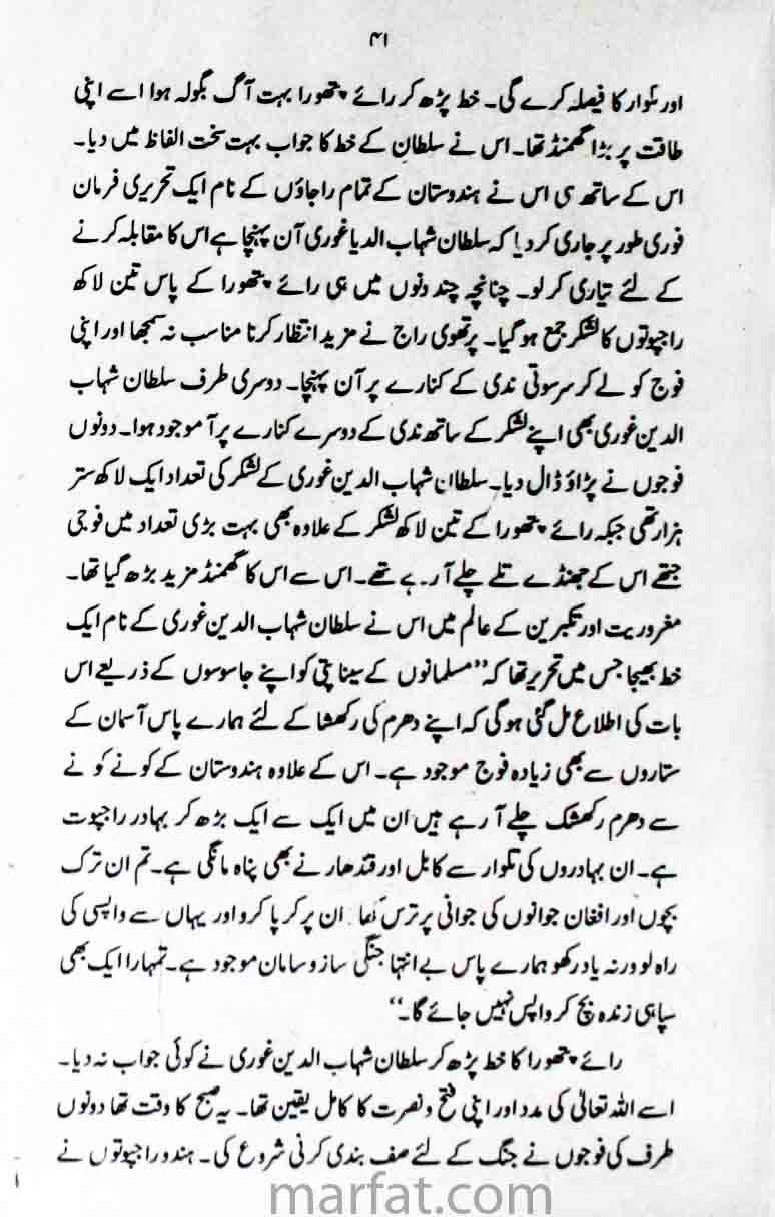 ۴۱
اور تلوار کا فیصلہ کرے گی۔ خط پڑھ کر رائے پتھورا بہت آگ بگولہ ہوا اسے اپنی
طاقت پر بڑا گھمنڈ تھا۔ اس نے سلطان کے خط کا جواب بہت سخت الفاظ میں دیا۔
اس کے ساتھ ہی اس نے ہندوستان کے تمام راجاؤں کے نام ایک تحریری فرمان
فوری طور پر جاری کر دیا کہ سلطان شہاب الدیا غوری آن پہنچا ہے اس کا مقابلہ کرنے
کے لئے تیاری کر لو۔ چنانچہ چند دنوں میں ہی رائے پتھورا کے پاس تین لاکھ
راجپوتوں کا لشکر جمع ہو گیا۔ پرتھوی راج نے مزید انتظار کرنا مناسب نہ سمجھا اور اپنی
فوج کو لے کر سرسوتی ندی کے کنارے پر آن پہنچا۔ دوسری طرف سلطان شہاب
الدین غوری بھی اپنے لشکر کے ساتھ ندی کے دوسرے کنارے پر آ موجود ہوا۔ دونوں
فوجوں نے پڑاؤ ڈال دیا۔ سلطان شہاب الدین غوری کے لشکر کی تعداد ایک لاکھ ستر
ہزار تھی جبکہ رائے پتھورا کے تین لاکھ لشکر کے علاوہ بھی بہت بڑی تعداد میں فوجی
جتھے اس کے جھنڈے تلے چلے آ رہے تھے۔ اس سے اس کا گھمنڈ مزید بڑھ گیا تھا۔
مغروریت اور تکبرین کے عالم میں اس نے سلطان شہاب الدین غوری کے نام ایک
خط بھیجا جس میں تحریر تھا کہ ”مسلمانوں کے سینا پتی کو اپنے جاسوسوں کے ذریعے اس
بات کی اطلاع مل گئی ہوگی کہ اپنے دھرم کی رکھشا کے لئے ہمارے پاس آسمان کے
ستاروں سے بھی زیادہ فوج موجود ہے۔ اس کے علاوہ ہندوستان کے کونے کونے
سے دھرم رکھشک چلے آ رہے ہیں ان میں ایک سے ایک بڑھ کر بہادر راجپوت
ہے۔ ان بہادروں کی تلوار سے کابل اور قندھار نے بھی پناہ مانگی ہے۔ تم ان ترک
بچوں اور افغان جوانوں کی جوانی پر ترس کھا ان پر کرپا کرو اور یہاں سے واپسی کی
راہ لو ورنہ یاد رکھو ہمارے پاس بے انتہا جنگی ساز و سامان موجود ہے۔ تمہارا ایک بھی
سپاہی زندہ بچ کر واپس نہیں جائے گا۔“
رائے پتھورا کا خط پڑھ کر سلطان شہاب الدین غوری نے کوئی جواب نہ دیا۔
اسے اللہ تعالٰی کی مدد اور اپنی فتح و نصرت کا کامل یقین تھا۔ یہ صبح کا وقت تھا دونوں
طرف کی فوجوں نے جنگ کے لئے صف بندی کرنی شروع کی۔ ہندو راجپوتوں نے
marfat.com